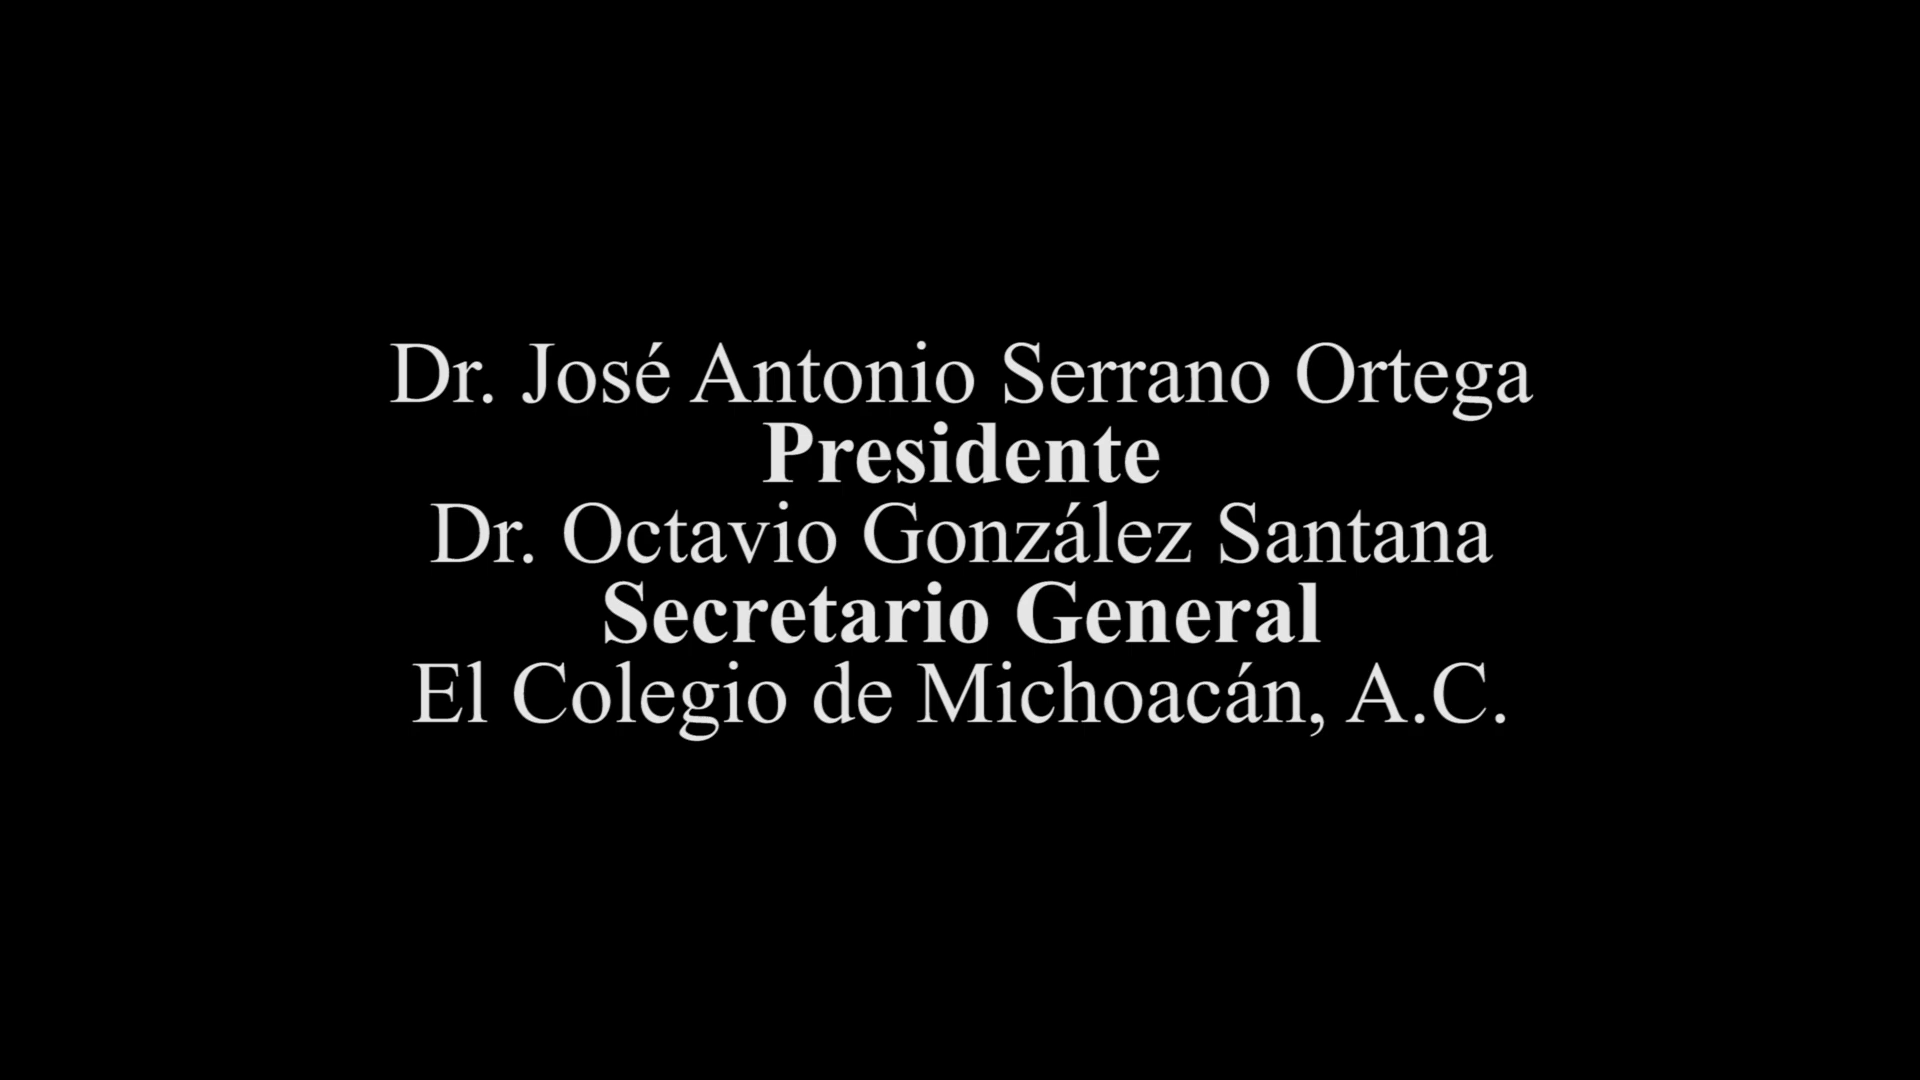 Dr. José Antonio Serrano Ortega
Presidente
Dr. Octavio González Santana
Secretario General
El Colegio de Michoacán, A.C.